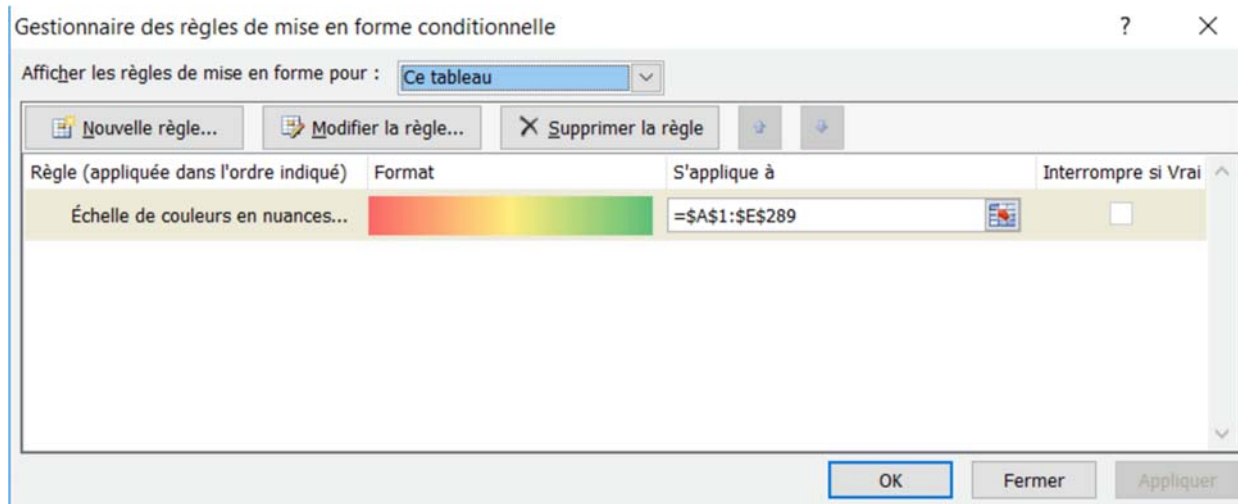 Gestionnaire des règles de mise en forme conditionnelle ?
Afficher les règles de mise en forme pour : Ce tableau
Nouvelle règle... Modifier la règle... Supprimer la règle
Règle (appliquée dans l'ordre indiqué) Format S'applique à Interrompre si Vrai
Échelle de couleurs en nuances... =$A$1:$E$289
OK Fermer Appliquer